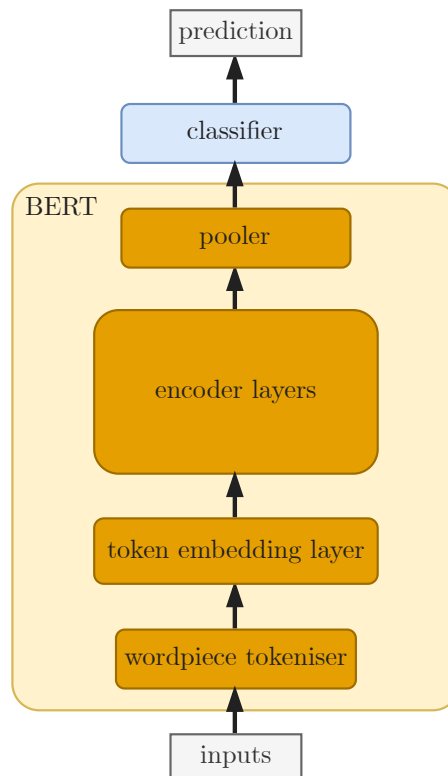 prediction
classifier
BERT
pooler
encoder layers
token embedding layer
wordpiece tokeniser
inputs